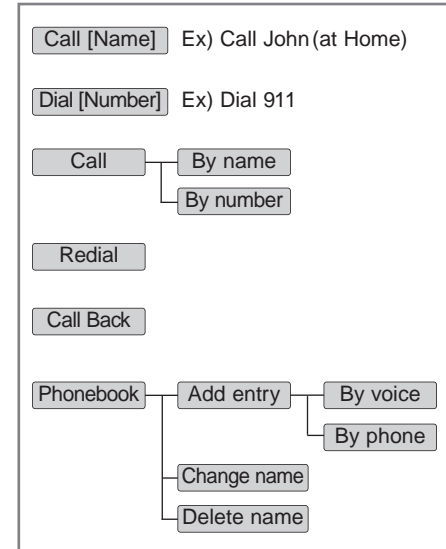 Call [Name] Ex) Call John (at Home)
Dial [Number] Ex) Dial 911
Call By name
By number
Redial
Call Back
Phonebook Add entry By voice
By phone
Change name
Delete name